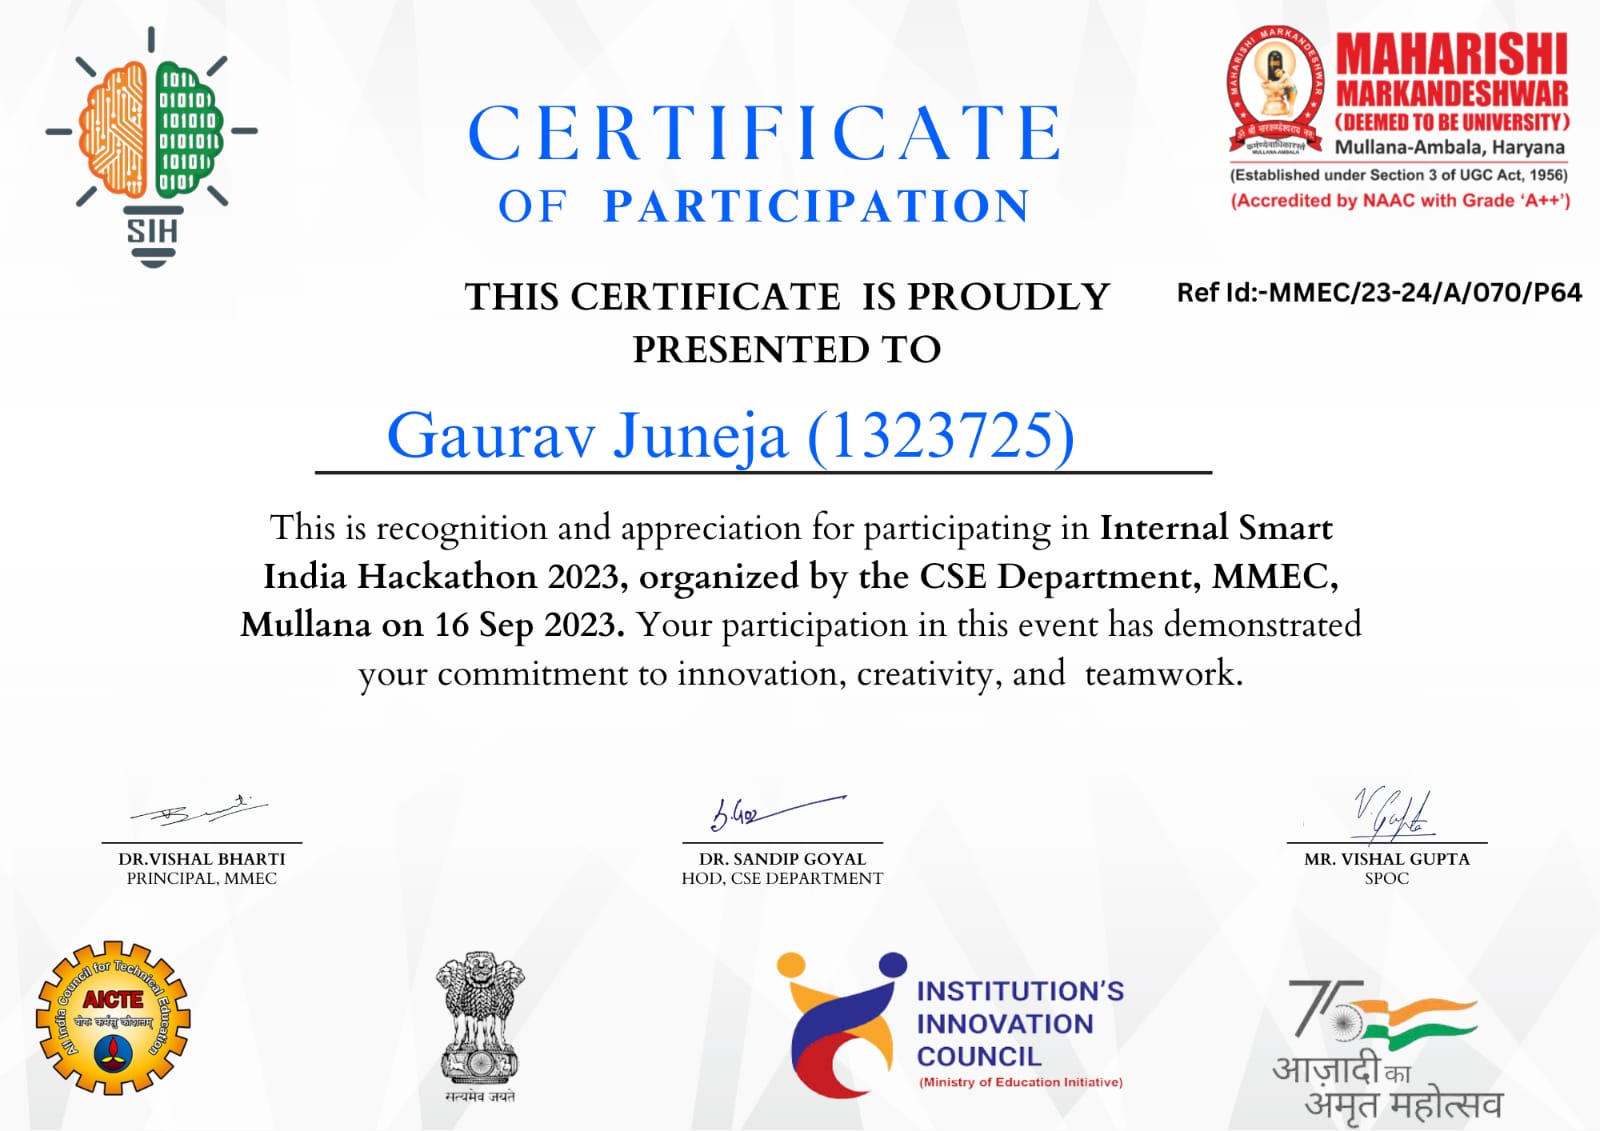 SIH
CERTIFICATE
OF PARTICIPATION
MAHARISHI MARKANDESHWAR
MULLANA-AMBALA
MAHARISHI
MARKANDESHWAR
(DEEMED TO BE UNIVERSITY)
Mullana-Ambala, Haryana
(Established under Section 3 of UGC Act, 1956)
(Accredited by NAAC with Grade ‘A++’)
THIS CERTIFICATE IS PROUDLY
PRESENTED TO
Ref Id:-MMEC/23-24/A/070/P64
Gaurav Juneja (1323725)
This is recognition and appreciation for participating in Internal Smart
India Hackathon 2023, organized by the CSE Department, MMEC,
Mullana on 16 Sep 2023. Your participation in this event has demonstrated
your commitment to innovation, creativity, and teamwork.
V. Gupta
DR.VISHAL BHARTI
PRINCIPAL, MMEC
DR. SANDIP GOYAL
HOD, CSE DEPARTMENT
MR. VISHAL GUPTA
SPOC
All India Council for Technical Education
AICTE
योगः कर्मसु कौशलम्
सत्यमेव जयते
INSTITUTION'S
INNOVATION
COUNCIL
(Ministry of Education Initiative)
75
आज़ादी का
अमृत महोत्सव